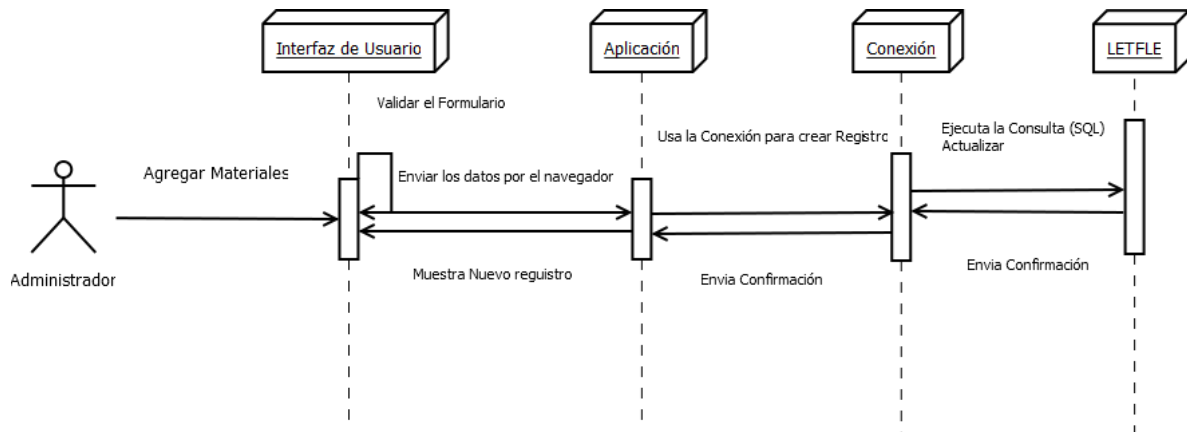 Interfaz de Usuario
Aplicación
Conexión
LETFLE
Validar el Formulario
Usa la Conexión para crear Registro
Ejecuta la Consulta (SQL)
Actualizar
Agregar Materiales
Enviar los datos por el navegador
Administrador
Muestra Nuevo reguistro
Envia Confirmación
Envia Confirmación